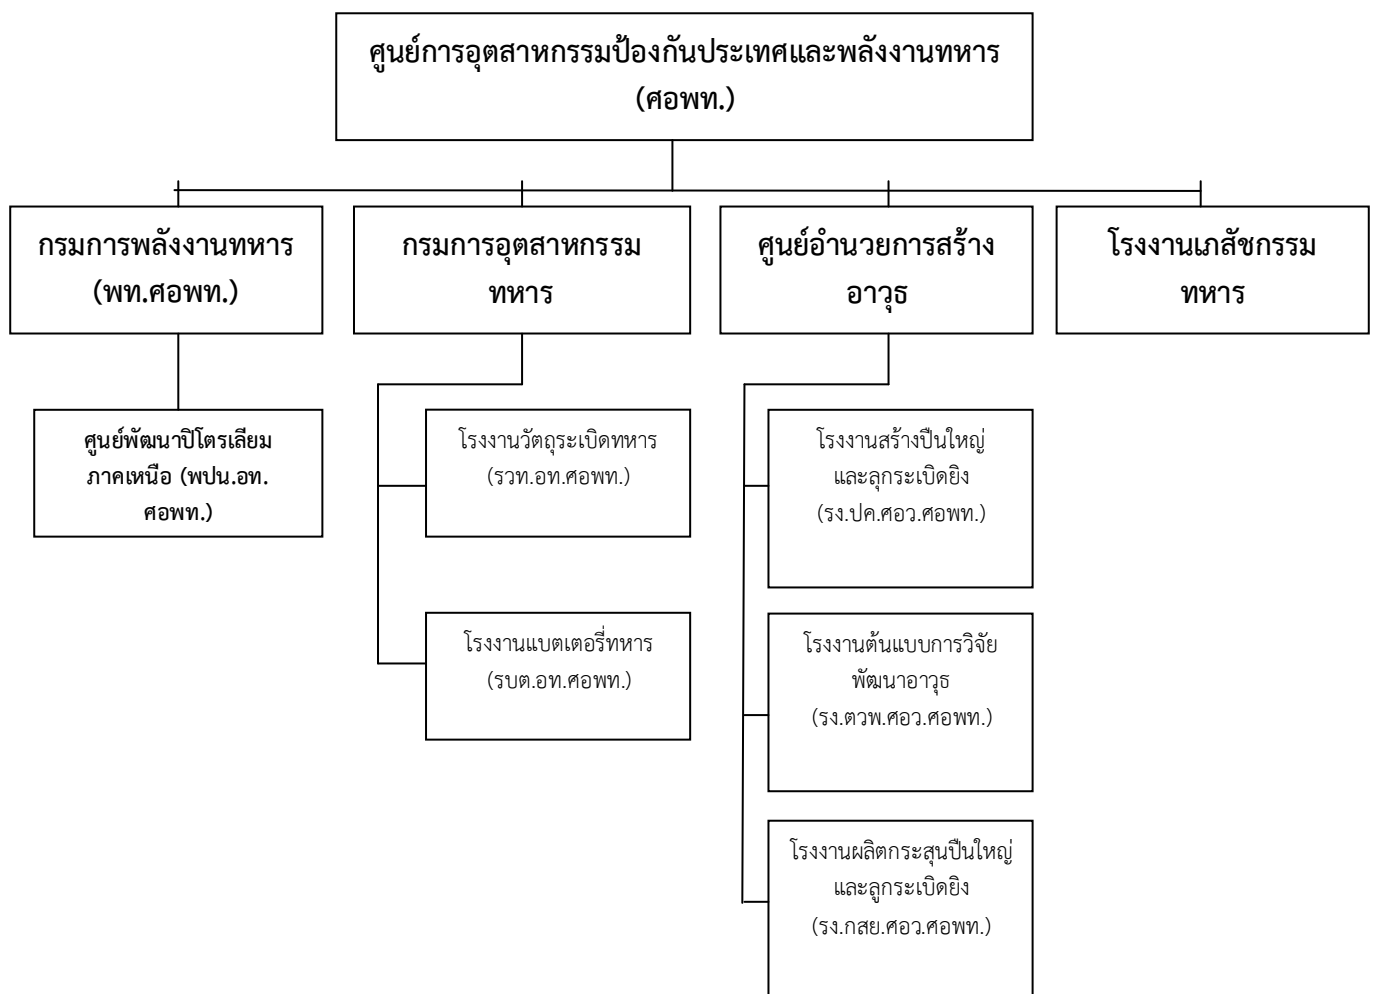 ศูนย์การอุตสาหกรรมป้องกันประเทศและพลังงานทหาร
(ศอพท.)
กรมการพลังงานทหาร
(พท.ศอพท.)
กรมการอุตสาหกรรม
ทหาร
ศูนย์อำนวยการสร้าง
อาวุธ
โรงงานเภสัชกรรม
ทหาร
ศูนย์พัฒนาปิโตรเลียม
ภาคเหนือ (พปน.อท.
ศอพท.)
โรงงานวัตถุระเบิดทหาร
(รวท.อท.ศอพท.)
โรงงานแบตเตอรี่ทหาร
(รบต.อท.ศอพท.)
โรงงานสร้างปืนใหญ่
และลุกระเบิดยิง
(รง.ปค.ศอว.ศอพท.)
โรงงานต้นแบบการวิจัย
พัฒนาอาวุธ
(รง.ตวพ.ศอว.ศอพท.)
โรงงานผลิตกระสุนปืนใหญ่
และลูกระเบิดยิง
(รง.กสย.ศอว.ศอพท.)